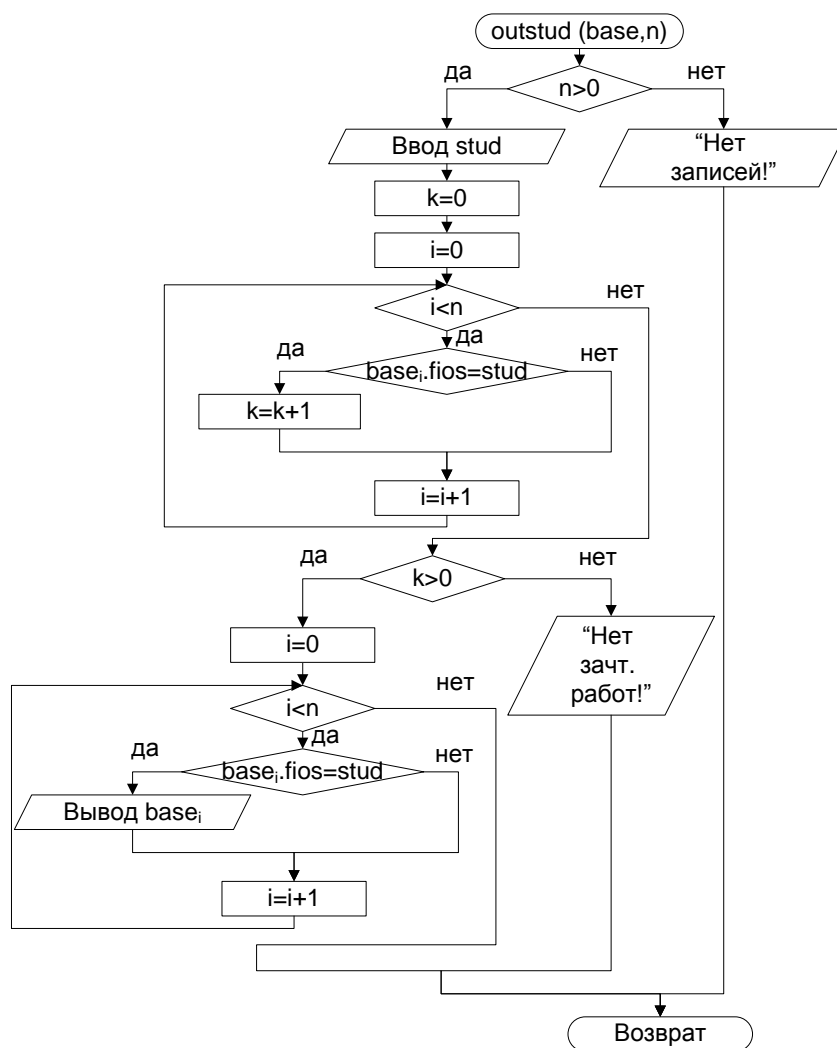 outstud (base,n)
да
нет
n>0
Ввод stud
“Нет
записей!”
k=0
i=0
нет
i<n
да
да
нет
baseᵢ.fios=stud
k=k+1
i=i+1
да
нет
k>0
i=0
“Нет
зачт.
работ!”
нет
i<n
да
да
нет
baseᵢ.fios=stud
Вывод baseᵢ
i=i+1
Возврат